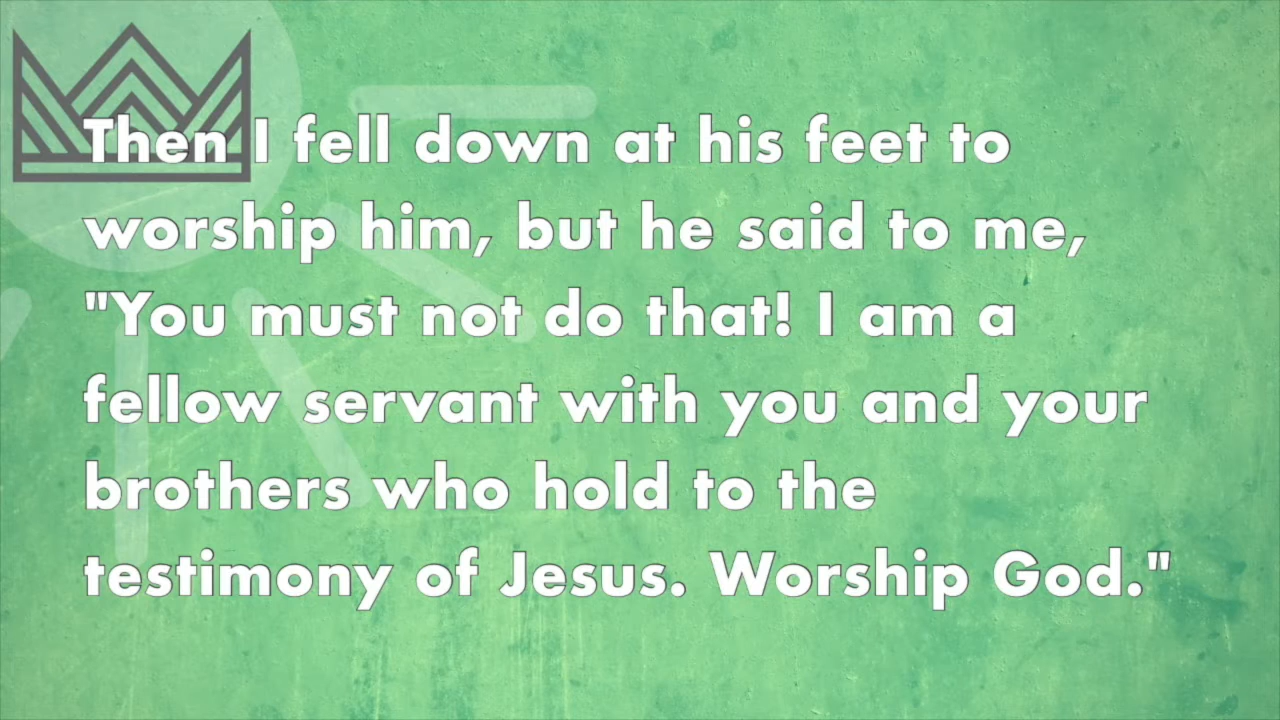 Then I fell down at his feet to
worship him, but he said to me,
"You must not do that! I am a
fellow servant with you and your
brothers who hold to the
testimony of Jesus. Worship God."